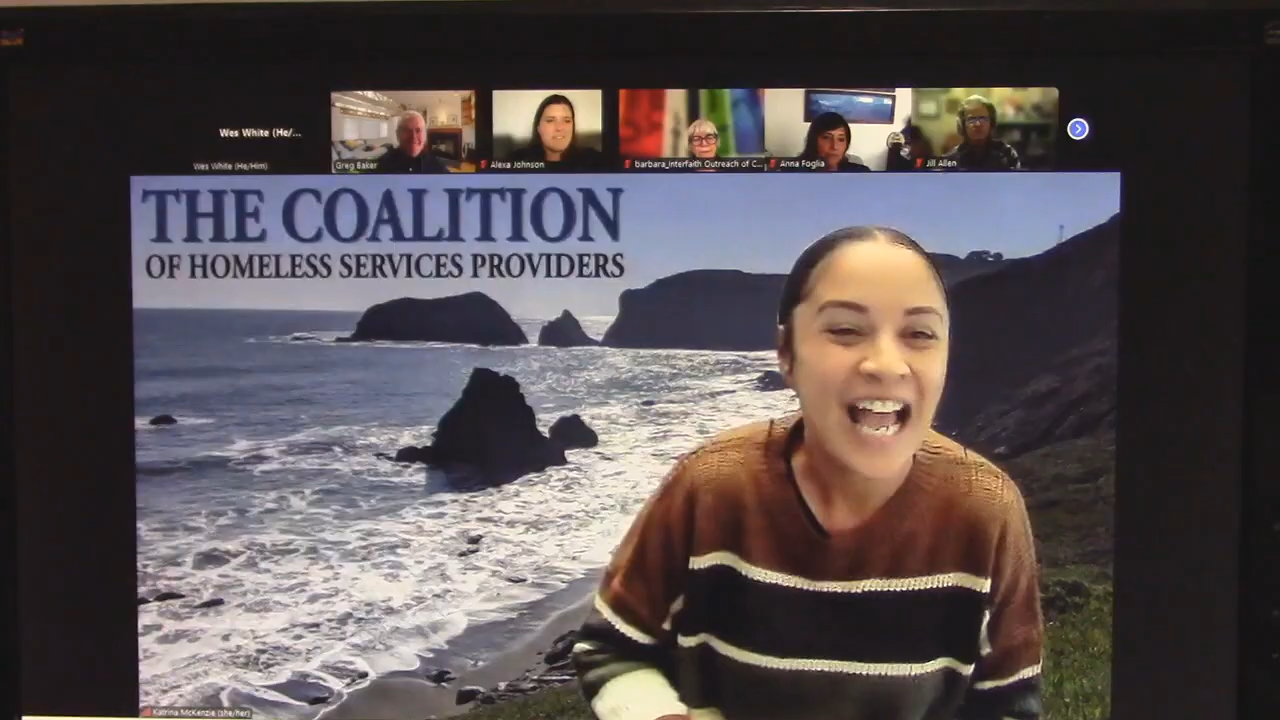 Wes White (He/...
Wes White (He/Him)
Greg Baker
Alexa Johnson
barbara_Interfaith Outreach of C...
Anna Foglia
Jill Allen
THE COALITION
OF HOMELESS SERVICES PROVIDERS
Katrina McKenzie (she/her)